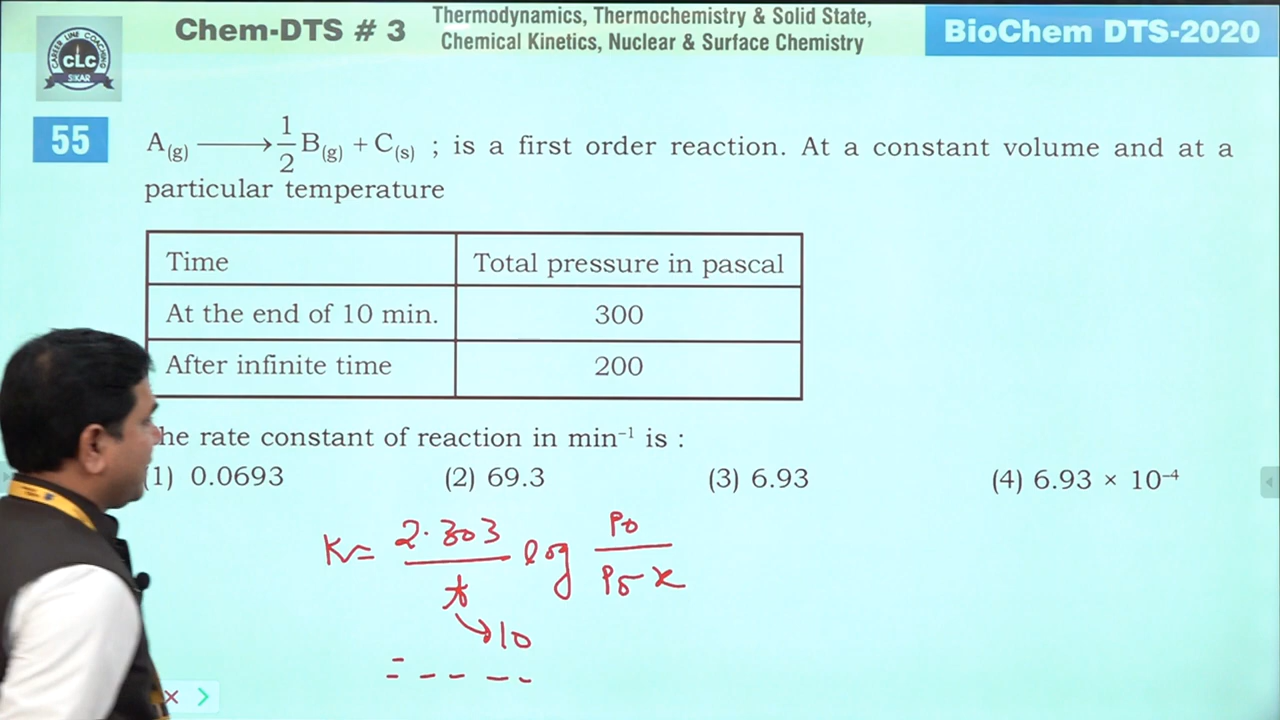 Chem-DTS # 3
Thermodynamics, Thermochemistry & Solid State,
Chemical Kinetics, Nuclear & Surface Chemistry
BioChem DTS-2020
CAREER LINE COACHING
CLC
SIKAR
55
A(g) ⟶ 1/2 B(g) + C(s) ; is a first order reaction. At a constant volume and at a
particular temperature
Time Total pressure in pascal
At the end of 10 min. 300
After infinite time 200
he rate constant of reaction in min⁻¹ is :
(1) 0.0693 (2) 69.3 (3) 6.93 (4) 6.93 × 10⁻⁴
K = 2.303/t log P0/P0-x
→10
= - - - -